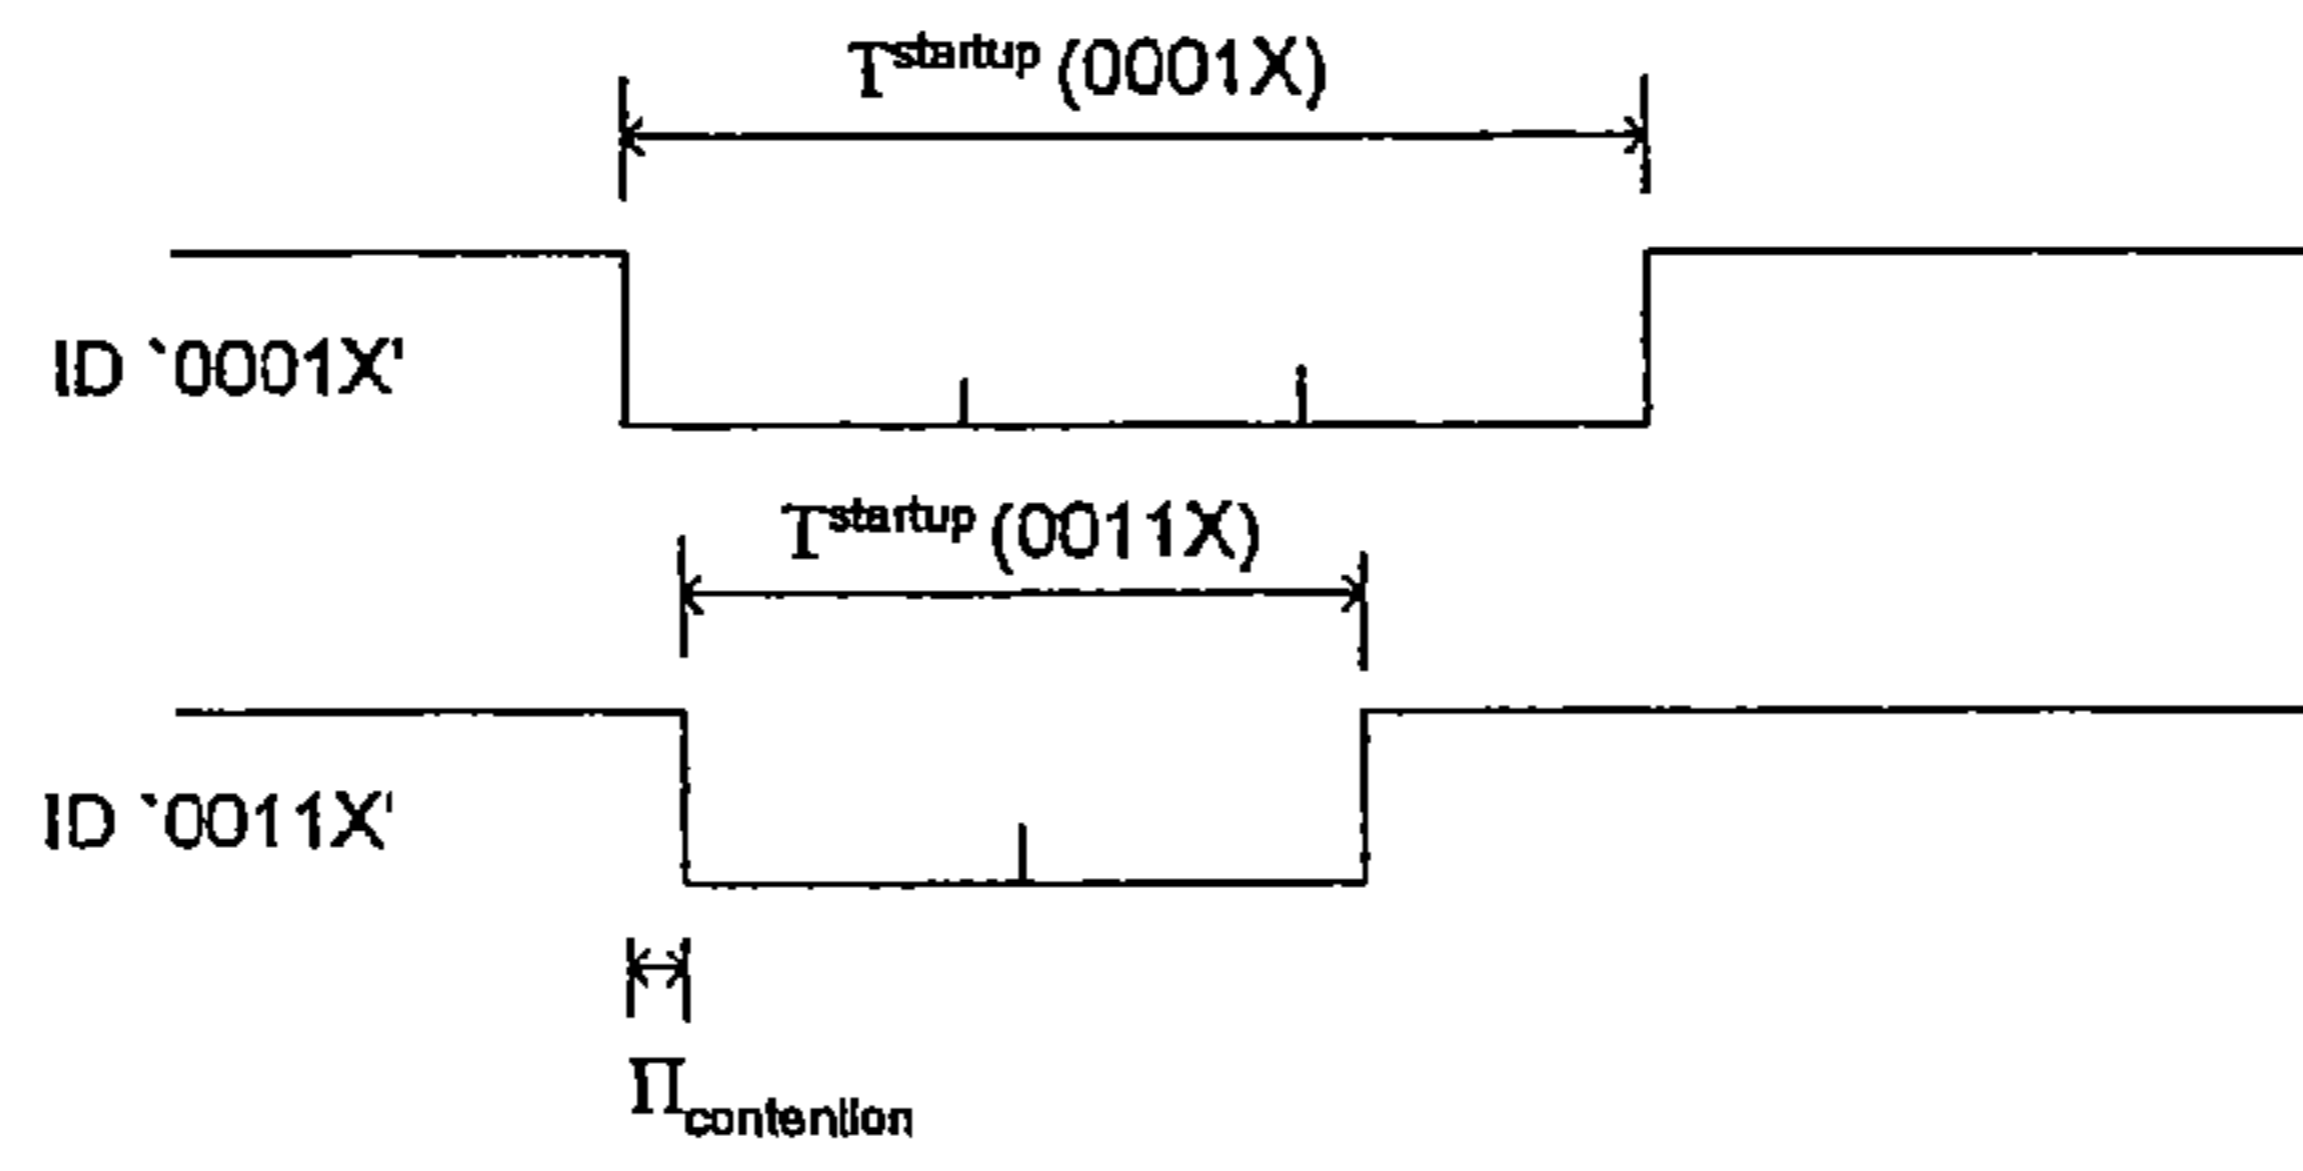 T^startup (0001X)
ID `0001X'
T^startup (0011X)
ID `0011X'
Π_contention